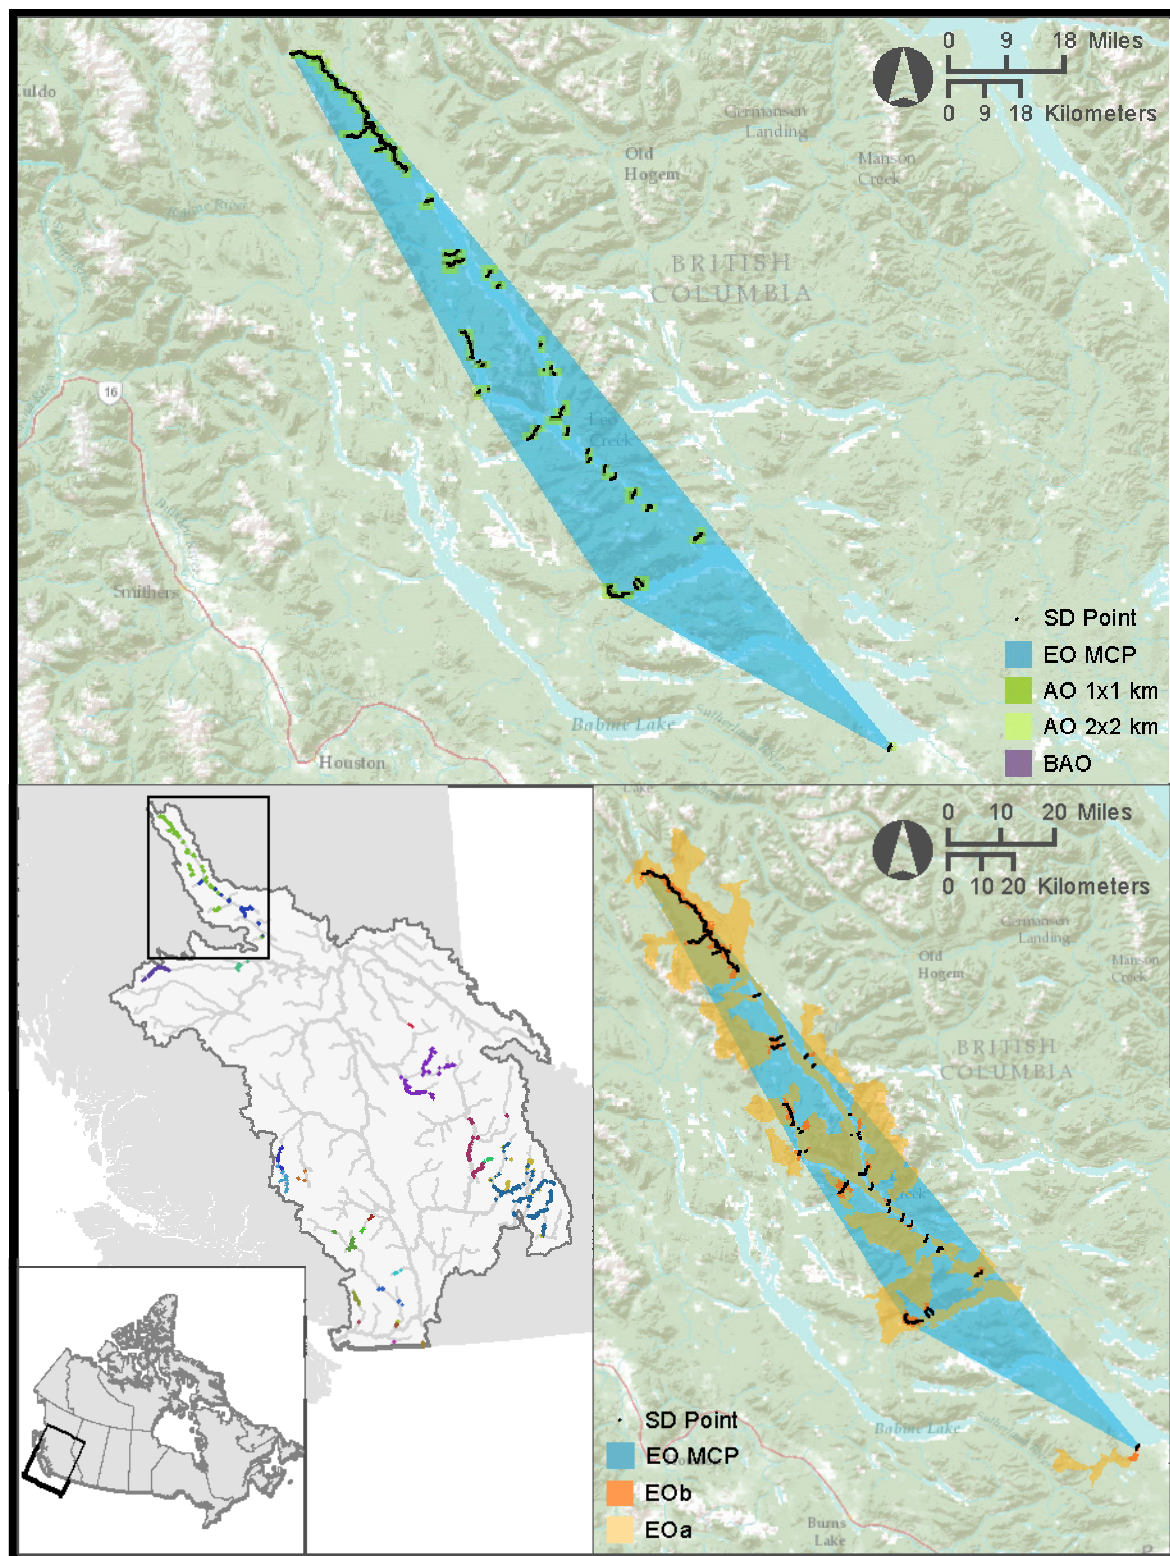 0 9 18 Miles
0 9 18 Kilometers
uldo
Germansen
Landing
Old
Hogem
Manson
Creek
BRITISH
COLUMBIA
16
Creek
Smithers
SD Point
EO MCP
AO 1x1 km
AO 2x2 km
BAO
Babine Lake
Houston
Lake
0 10 20 Miles
0 10 20 Kilometers
Germansen
Landing
Old
Hogem
Manson
Creek
BRITISH
COLUMBIA
SD Point
EO MCP
EOb
EOa
Babine Lake
Burns
Lake